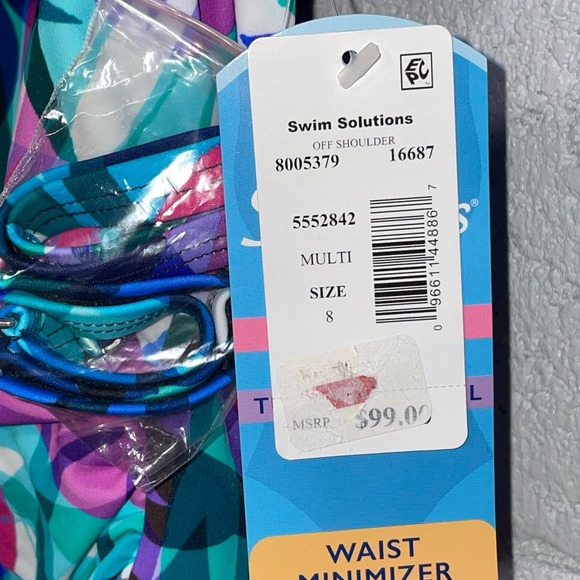 EPC
Swim Solutions
OFF SHOULDER
8005379 16687
5552842
MULTI
SIZE
8
0 96611 44886 7
MSRP $99.00
WAIST
MINIMIZER